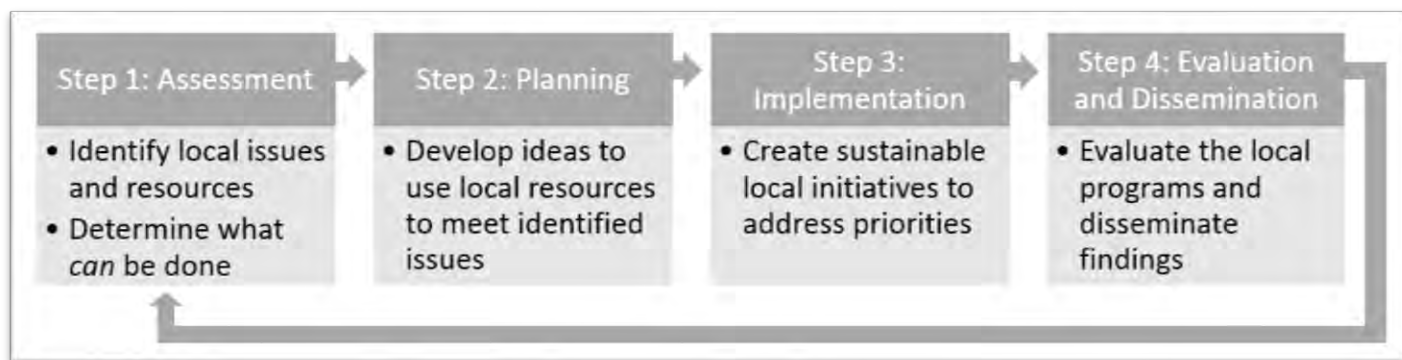 Step 1: Assessment
• Identify local issues
and resources
• Determine what
can be done
Step 2: Planning
• Develop ideas to
use local resources
to meet identified
issues
Step 3:
Implementation
• Create sustainable
local initiatives to
address priorities
Step 4: Evaluation
and Dissemination
• Evaluate the local
programs and
disseminate
findings